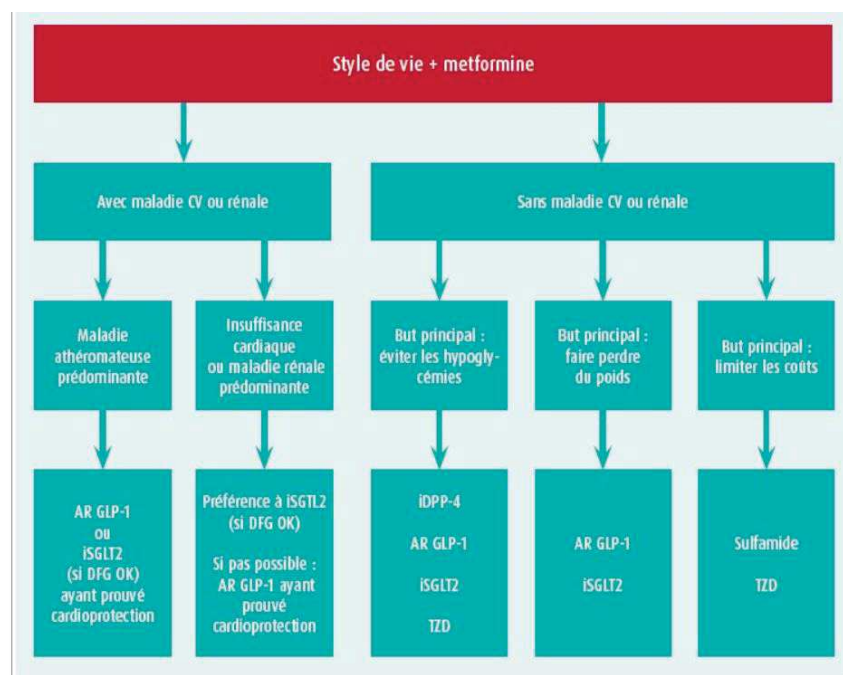 Style de vie + metformine
Avec maladie CV ou rénale
Sans maladie CV ou rénale
Maladie
athéromateuse
prédominante
Insuffisance
cardiaque
ou maladie rénale
prédominante
But principal :
éviter les hypogly-
cémies
But principal :
faire perdre
du poids
But principal :
limiter les coûts
AR GLP-1
ou
iSGLT2
(si DFG OK)
ayant prouvé
cardioprotection
Préférence à iSGTL2
(si DFG OK)
Si pas possible :
AR GLP-1 ayant
prouvé
cardioprotection
iDPP-4
AR GLP-1
iSGLT2
TZD
AR GLP-1
iSGLT2
Sulfamide
TZD